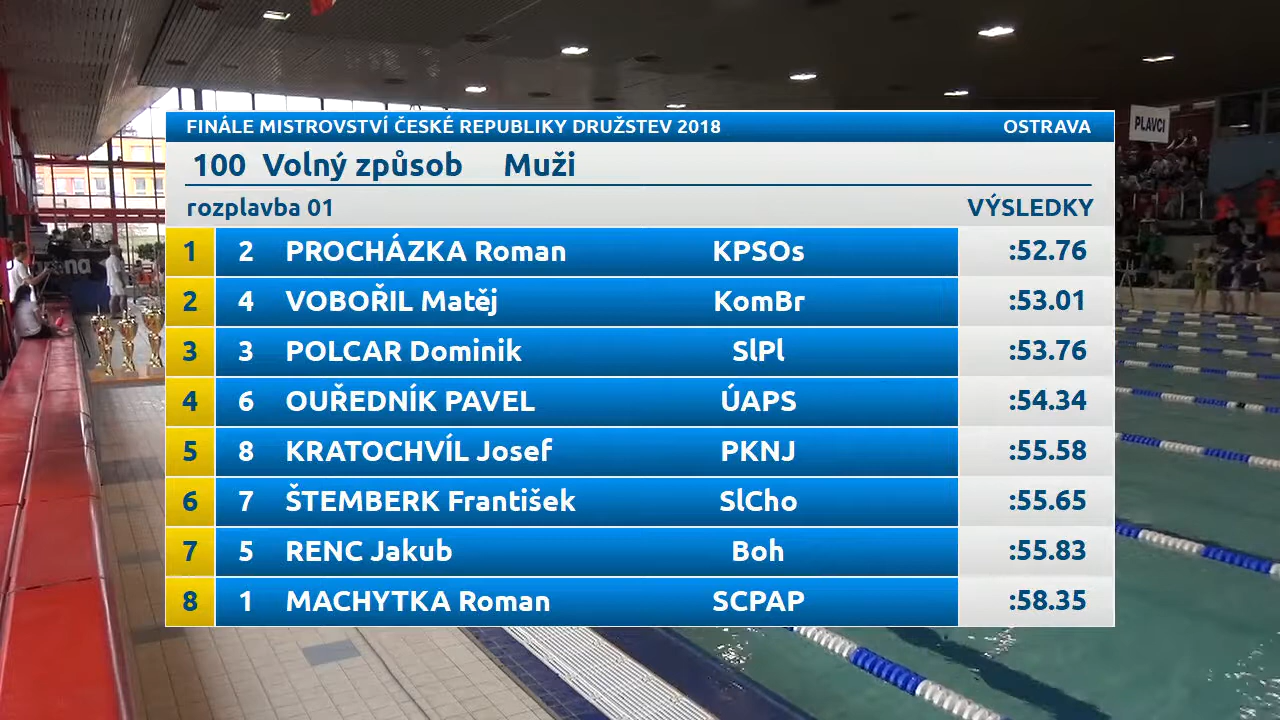 FINÁLE MISTROVSTVÍ ČESKÉ REPUBLIKY DRUŽSTEV 2018 OSTRAVA
100 Volný způsob Muži
rozplavba 01 VÝSLEDKY
1 2 PROCHÁZKA Roman KPSOs :52.76
2 4 VOBOŘIL Matěj KomBr :53.01
3 3 POLCAR Dominik SlPl :53.76
4 6 OUŘEDNÍK PAVEL ÚAPS :54.34
5 8 KRATOCHVÍL Josef PKNJ :55.58
6 7 ŠTEMBERK František SlCho :55.65
7 5 RENC Jakub Boh :55.83
8 1 MACHYTKA Roman SCPAP :58.35
PLAVCI